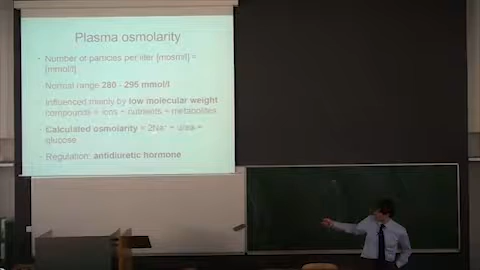 Plasma osmolarity
Number of particles per liter [mosm/l] =
[mmol/l]
Normal range 280 - 295 mmol/l
Influenced mainly by low molecular weight
compounds = ions + nutrients + metabolites
Calculated osmolarity = 2Na+ + urea +
glucose
Regulation: antidiuretic hormone